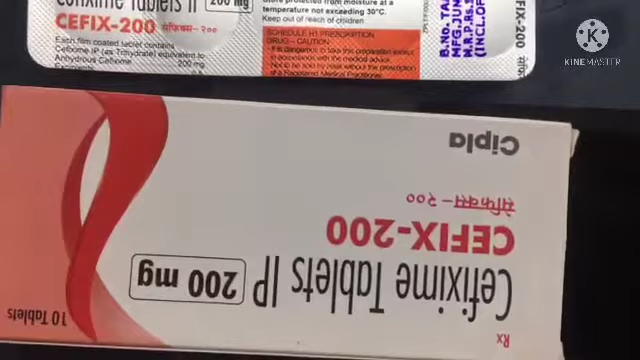 Cefixime Tablets I
200 mg
CEFIX-200 सेफिक्स-२००
Each film coated tablet contains
Cefixime IP (as Trihydrate) equivalent to
Anhydrous Cefixime 200 mg
Excipients
protected from moisture at a
temperature not exceeding 30°C.
Keep out of reach of children
SCHEDULE H1 PRESCRIPTION
DRUG – CAUTION
B.No.TA
MFG.JUN
M.R.P.Rs.
(INCL.OF
FIX-200
KINEMASTER
Rx
Cefixime Tablets IP 200 mg
CEFIX-200
सेफिक्स-२००
Cipla
10 Tablets